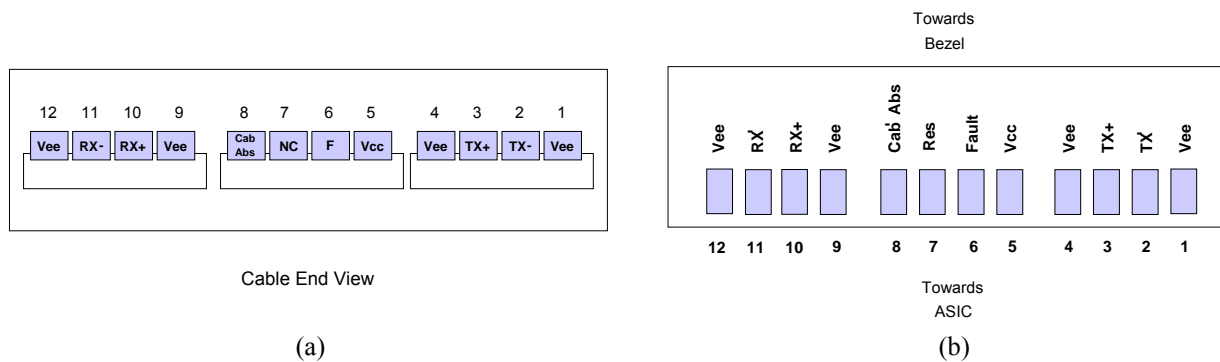 12 11 10 9 8 7 6 5 4 3 2 1
Vee RX- RX+ Vee Cab Abs NC F Vcc Vee TX+ TX- Vee
Cable End View
(a)
Towards
Bezel
Vee RX' RX+ Vee Cab' Abs Res Fault Vcc Vee TX+ TX' Vee
12 11 10 9 8 7 6 5 4 3 2 1
Towards
ASIC
(b)